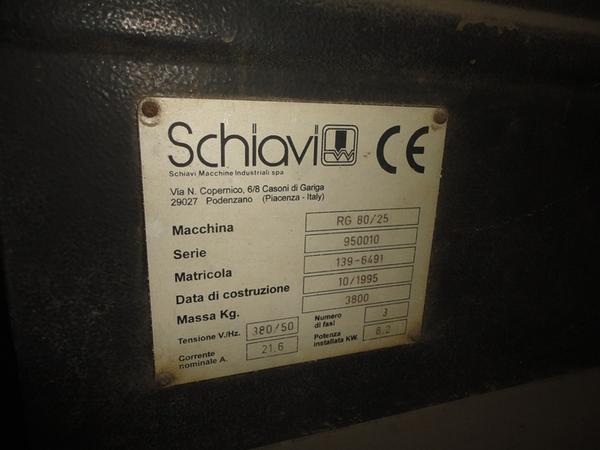 Schiavi CE
Schiavi Macchine Industriali spa
Via N. Copernico, 6/8 Casoni di Gariga
29027 Podenzano (Piacenza - Italy)
Macchina RG 80/25
Serie 950010
Matricola 139-6491
Data di costruzione 10/1995
Massa Kg. 3800
Tensione V./Hz. 380/50 Numero di fasi 3
Corrente nominale A. 21,6 Potenza installata KW. 8.2